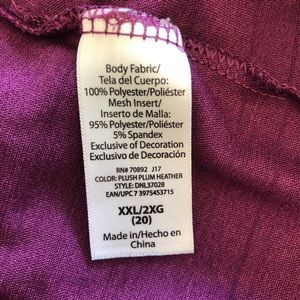 Body Fabric/
Tela del Cuerpo:
100% Polyester/Poliéster
Mesh Insert/
Inserto de Malla:
95% Polyester/Poliéster
5% Spandex
Exclusive of Decoration
Exclusivo de Decoración
RN# 70892 J17
COLOR: PLUSH PLUM HEATHER
STYLE: DNL37028
EAN/UPC 7 3975453715
XXL/2XG
(20)
Made in/Hecho en
China